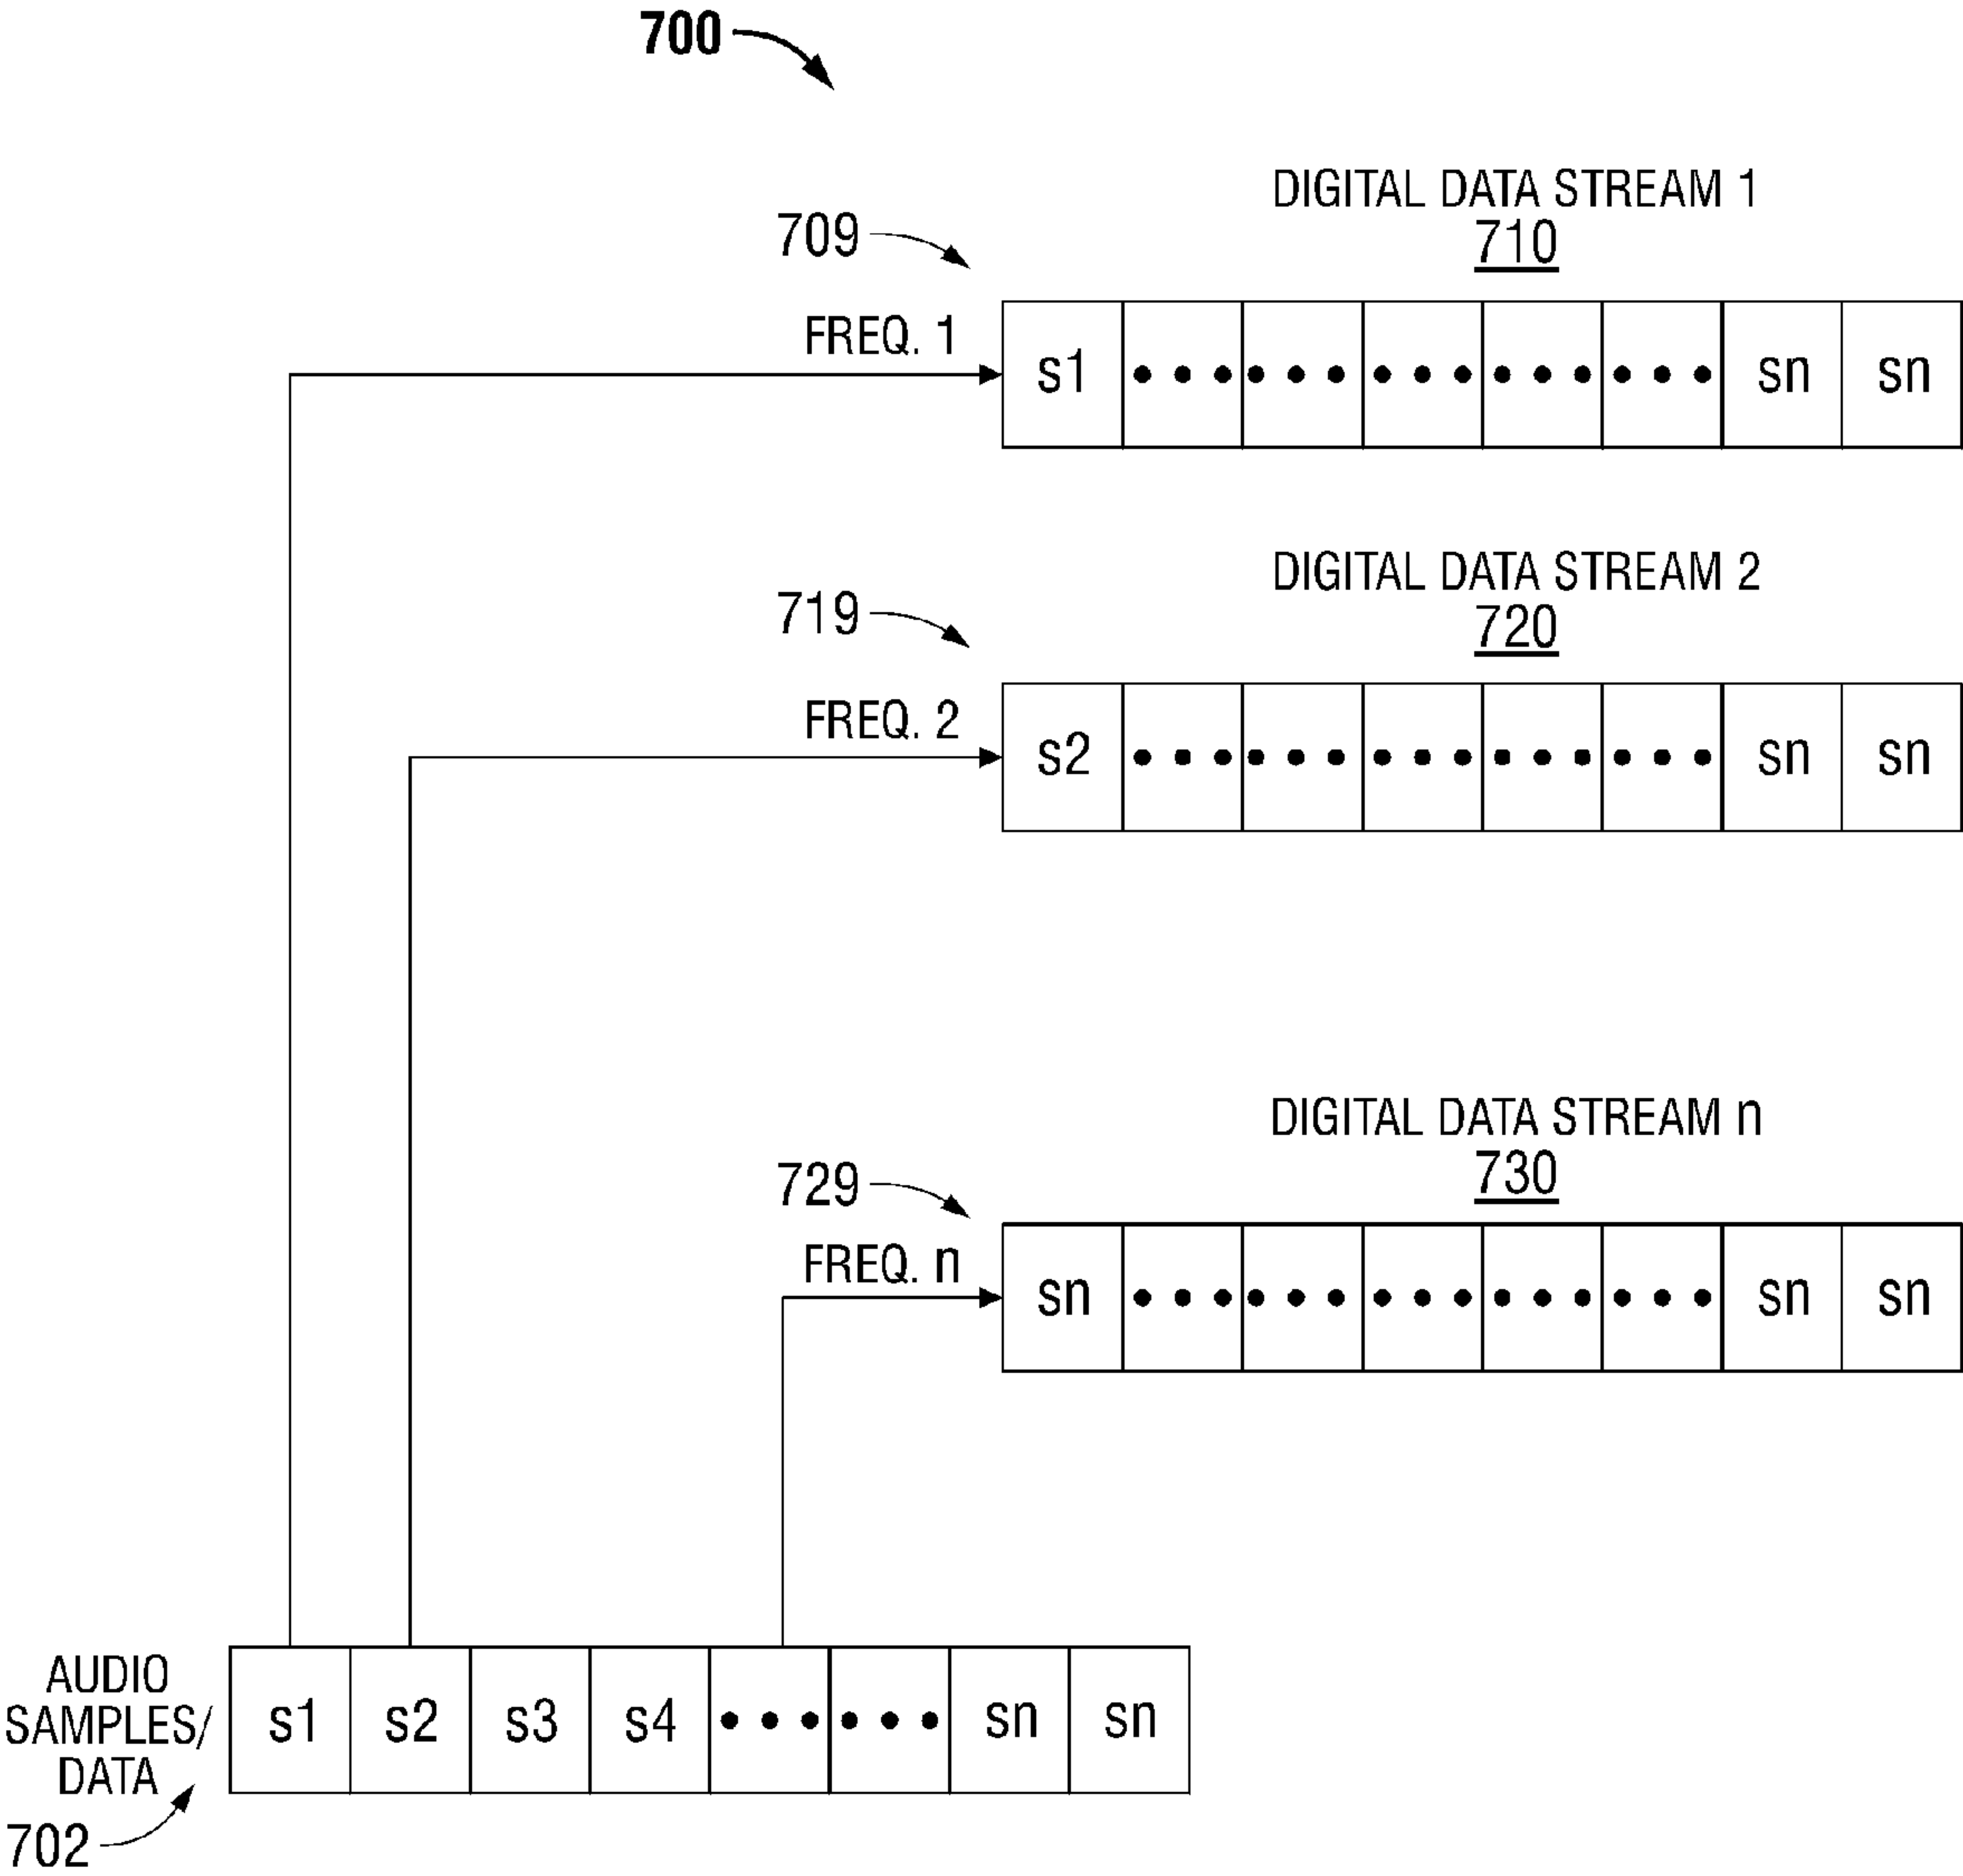 700
DIGITAL DATA STREAM 1
710
709
FREQ. 1
s1 ••• ••• ••• ••• ••• sn sn
DIGITAL DATA STREAM 2
720
719
FREQ. 2
s2 ••• ••• ••• ••• ••• sn sn
DIGITAL DATA STREAM n
730
729
FREQ. n
sn ••• ••• ••• ••• ••• sn sn
AUDIO
SAMPLES/
DATA
702
s1 s2 s3 s4 ••• ••• sn sn